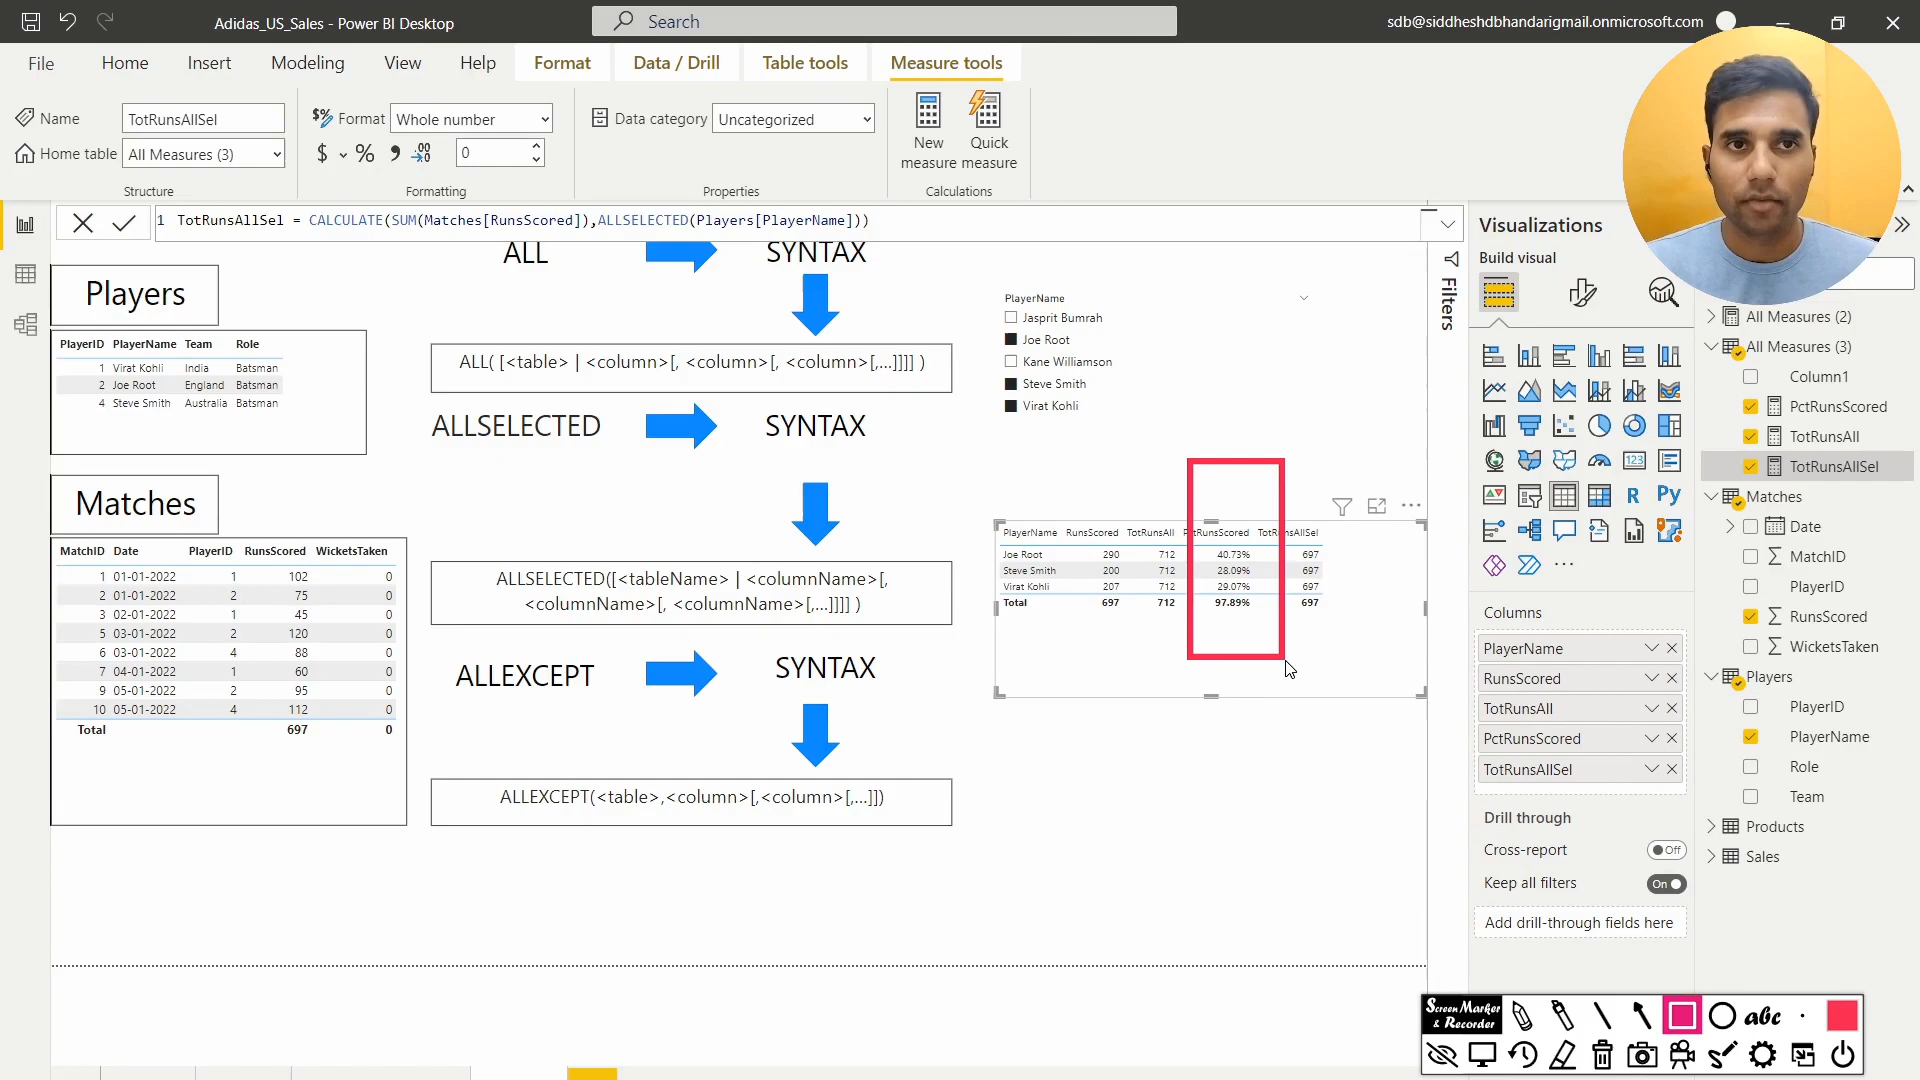 Adidas_US_Sales - Power BI Desktop
Search
sdb@siddheshdbhandarigmail.onmicrosoft.com
File Home Insert Modeling View Help Format Data / Drill Table tools Measure tools
Name TotRunsAllSel
Home table All Measures (3)
Structure
Format Whole number
$ % 9 .00 0
Formatting
Data category Uncategorized
Properties
New measure
Quick measure
Calculations
1 TotRunsAllSel = CALCULATE(SUM(Matches[RunsScored]),ALLSELECTED(Players[PlayerName]))
Players
PlayerID PlayerName Team Role
1 Virat Kohli India Batsman
2 Joe Root England Batsman
4 Steve Smith Australia Batsman
Matches
MatchID Date PlayerID RunsScored WicketsTaken
1 01-01-2022 1 102 0
2 01-01-2022 2 75 0
3 02-01-2022 1 45 0
5 03-01-2022 2 120 0
6 03-01-2022 4 88 0
7 04-01-2022 1 60 0
9 05-01-2022 2 95 0
10 05-01-2022 4 112 0
Total 697 0
ALL SYNTAX
ALL( [<table> | <column>[, <column>[, <column>[,...]]]] )
ALLSELECTED SYNTAX
ALLSELECTED([<tableName> | <columnName>[,
<columnName>[, <columnName>[,...]]]] )
ALLEXCEPT SYNTAX
ALLEXCEPT(<table>,<column>[,<column>[,...]])
PlayerName
Jasprit Bumrah
Joe Root
Kane Williamson
Steve Smith
Virat Kohli
PlayerName RunsScored TotRunsAll PctRunsScored TotRunsAllSel
Joe Root 290 712 40.73% 697
Steve Smith 200 712 28.09% 697
Virat Kohli 207 712 29.07% 697
Total 697 712 97.89% 697
Filters
Visualizations
Build visual
123
R Py
...
Columns
PlayerName
RunsScored
TotRunsAll
PctRunsScored
TotRunsAllSel
Drill through
Cross-report Off
Keep all filters On
Add drill-through fields here
All Measures (2)
All Measures (3)
Column1
PctRunsScored
TotRunsAll
TotRunsAllSel
Matches
Date
MatchID
PlayerID
RunsScored
WicketsTaken
Players
PlayerID
PlayerName
Role
Team
Products
Sales
Screen Marker
& Recorder
abc